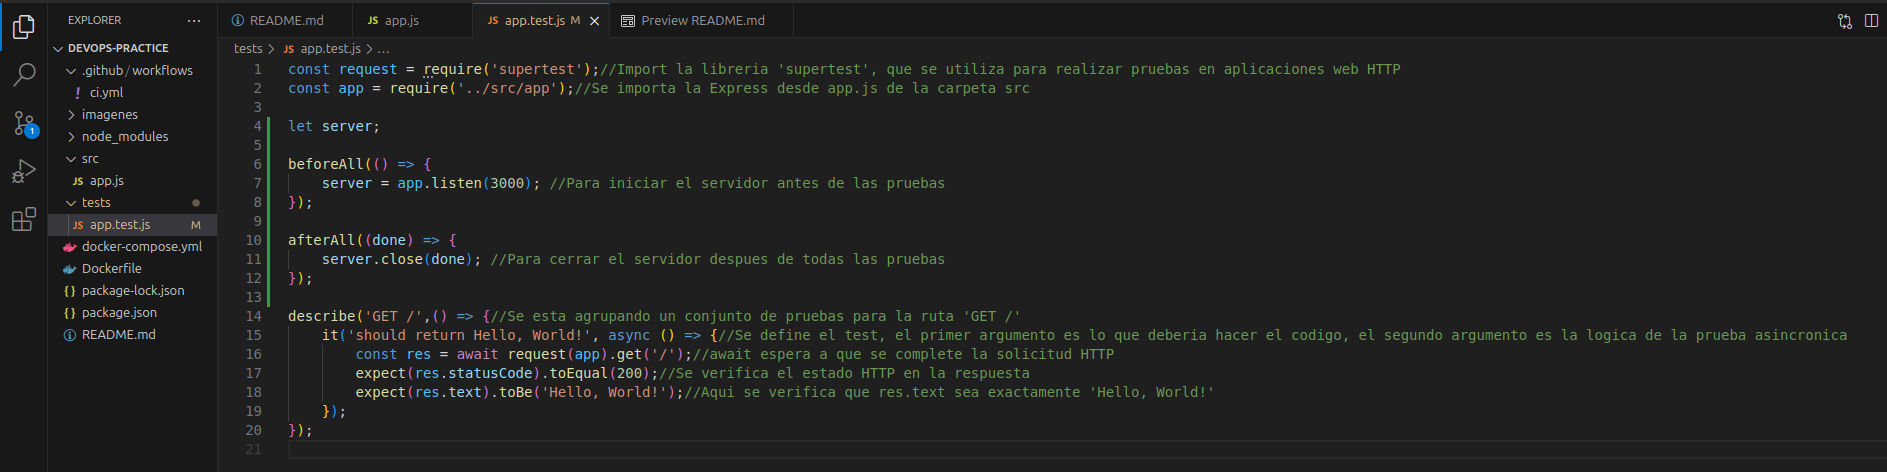 EXPLORER ...
README.md
JS app.js
JS app.test.js M
Preview README.md
DEVOPS-PRACTICE
.github/workflows
! ci.yml
imagenes
node_modules
src
JS app.js
tests
JS app.test.js M
docker-compose.yml
Dockerfile
{} package-lock.json
{} package.json
README.md
1
tests > JS app.test.js > ...
1 const request = require('supertest');//Import la libreria 'supertest', que se utiliza para realizar pruebas en aplicaciones web HTTP
2 const app = require('../src/app');//Se importa la Express desde app.js de la carpeta src
3
4 let server;
5
6 beforeAll(() => {
7 server = app.listen(3000); //Para iniciar el servidor antes de las pruebas
8 });
9
10 afterAll((done) => {
11 server.close(done); //Para cerrar el servidor despues de todas las pruebas
12 });
13
14 describe('GET /',() => {//Se esta agrupando un conjunto de pruebas para la ruta 'GET /'
15 it('should return Hello, World!', async () => {//Se define el test, el primer argumento es lo que deberia hacer el codigo, el segundo argumento es la logica de la prueba asincronica
16 const res = await request(app).get('/');//await espera a que se complete la solicitud HTTP
17 expect(res.statusCode).toEqual(200);//Se verifica el estado HTTP en la respuesta
18 expect(res.text).toBe('Hello, World!');//Aqui se verifica que res.text sea exactamente 'Hello, World!'
19 });
20 });
21